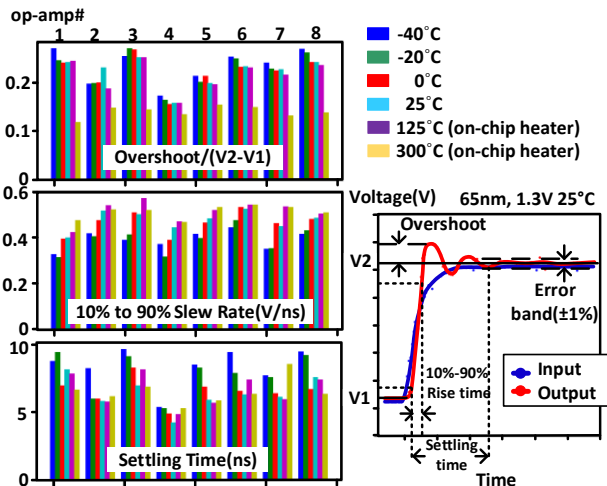 op-amp#
1 2 3 4 5 6 7 8
0.2
0.1
0
Overshoot/(V2-V1)
-40°C
-20°C
0°C
25°C
125°C (on-chip heater)
300°C (on-chip heater)
0.6
0.4
0.2
0
10% to 90% Slew Rate(V/ns)
10
5
0
Settling Time(ns)
Voltage(V) 65nm, 1.3V 25°C
Overshoot
V2
Error
band(±1%)
10%-90%
Rise time
Input
Output
V1
Settling
time
Time